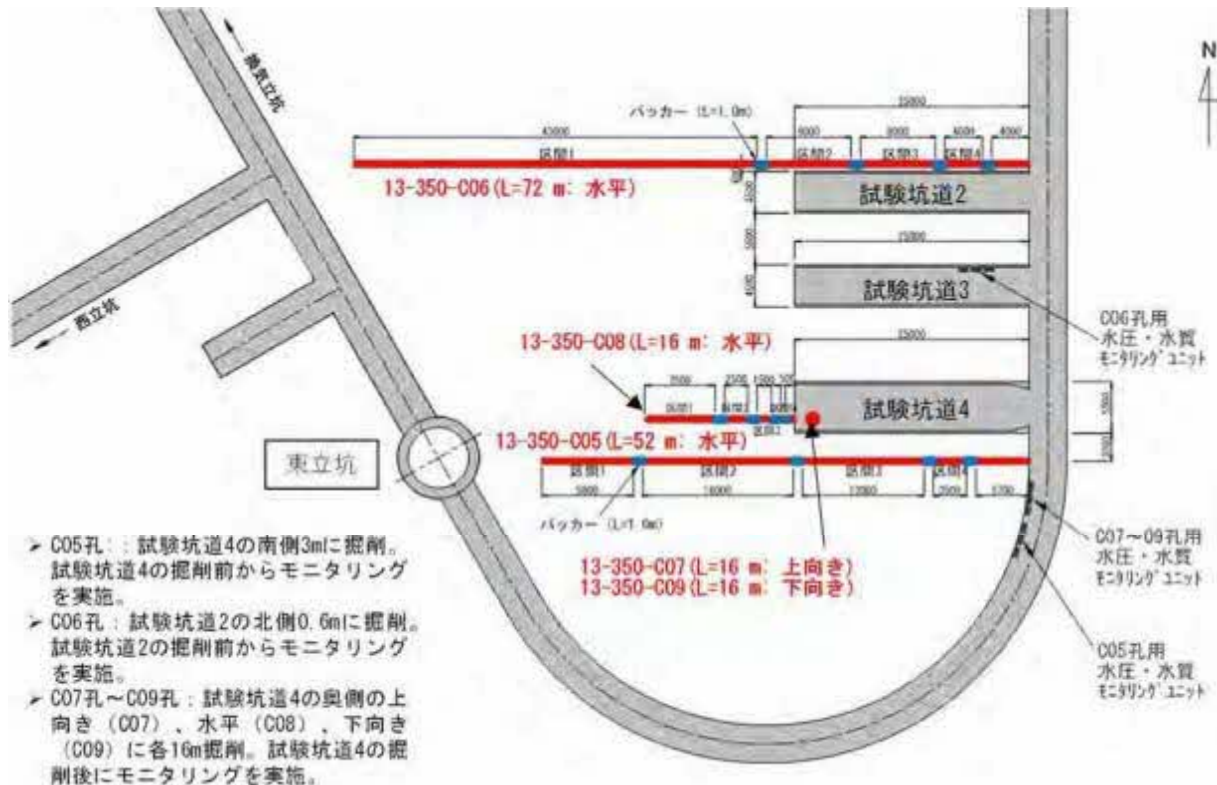 換気立坑
N
25000
パッカー (L=1.0m)
43000
8000
8000
4000
4000
区間1
区間2
区間3
区間4
13-350-C06(L=72 m: 水平)
試験坑道2
25000
4500
試験坑道3
西立坑
C06孔用
水圧・水質
モニタリングユニット
25000
13-350-C08(L=16 m: 水平)
2500
試験坑道4
区間1
13-350-C05(L=52 m: 水平)
東立坑
区間1
区間2
区間3
区間4
パッカー (L=1.0m)
13-350-C07(L=16 m: 上向き)
13-350-C09(L=16 m: 下向き)
C07~09孔用
水圧・水質
モニタリングユニット
C05孔用
水圧・水質
モニタリングユニット
➢ C05孔 : 試験坑道4の南側3mに掘削。
試験坑道4の掘削前からモニタリング
を実施。
➢ C06孔 : 試験坑道2の北側0.6mに掘削。
試験坑道2の掘削前からモニタリング
を実施。
➢ C07孔~C09孔 : 試験坑道4の奥側の上
向き (C07) 、水平 (C08) 、下向き
(C09) に各16m掘削。試験坑道4の掘
削後にモニタリングを実施。